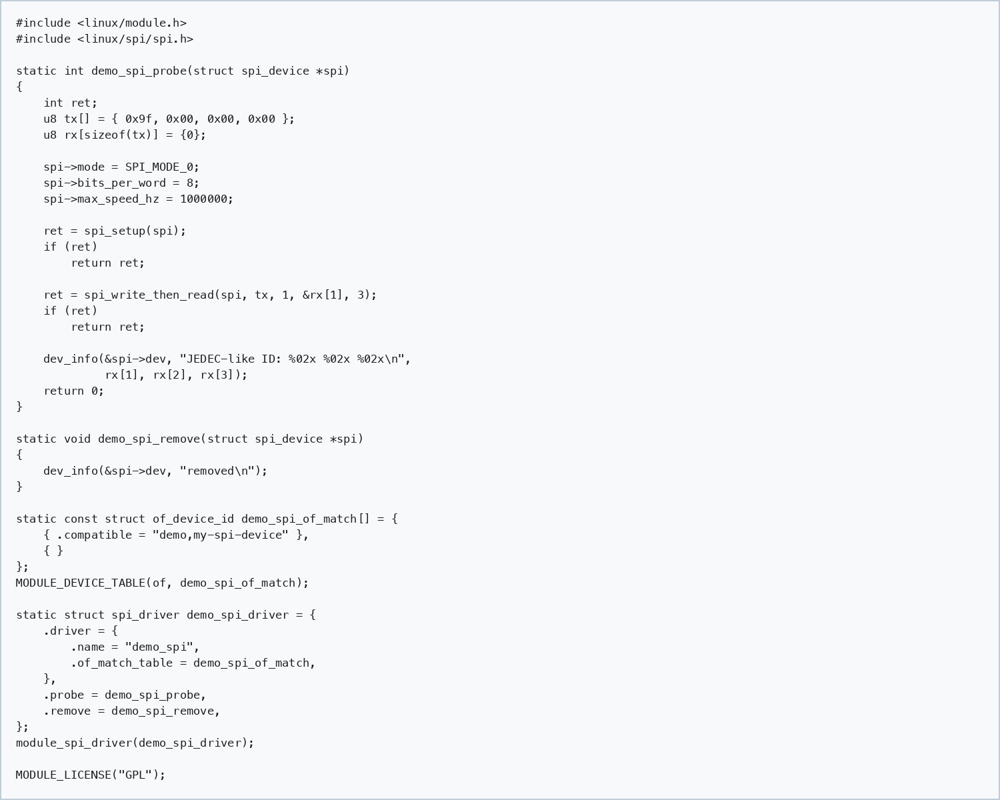 #include <linux/module.h>
#include <linux/spi/spi.h>

static int demo_spi_probe(struct spi_device *spi)
{
    int ret;
    u8 tx[] = { 0x9f, 0x00, 0x00, 0x00 };
    u8 rx[sizeof(tx)] = {0};

    spi->mode = SPI_MODE_0;
    spi->bits_per_word = 8;
    spi->max_speed_hz = 1000000;

    ret = spi_setup(spi);
    if (ret)
        return ret;

    ret = spi_write_then_read(spi, tx, 1, &rx[1], 3);
    if (ret)
        return ret;

    dev_info(&spi->dev, "JEDEC-like ID: %02x %02x %02x\n",
             rx[1], rx[2], rx[3]);
    return 0;
}

static void demo_spi_remove(struct spi_device *spi)
{
    dev_info(&spi->dev, "removed\n");
}

static const struct of_device_id demo_spi_of_match[] = {
    { .compatible = "demo,my-spi-device" },
    { }
};
MODULE_DEVICE_TABLE(of, demo_spi_of_match);

static struct spi_driver demo_spi_driver = {
    .driver = {
        .name = "demo_spi",
        .of_match_table = demo_spi_of_match,
    },
    .probe = demo_spi_probe,
    .remove = demo_spi_remove,
};
module_spi_driver(demo_spi_driver);

MODULE_LICENSE("GPL");